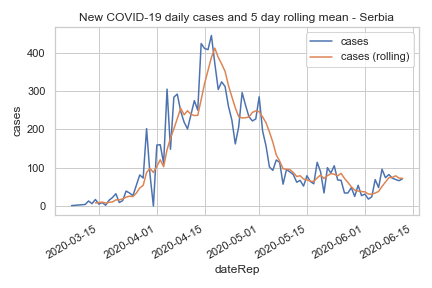 New COVID-19 daily cases and 5 day rolling mean - Serbia
cases
cases (rolling)
cases
400
300
200
100
0
2020-03-15
2020-04-01
2020-04-15
2020-05-01
2020-05-15
2020-06-01
2020-06-15
dateRep